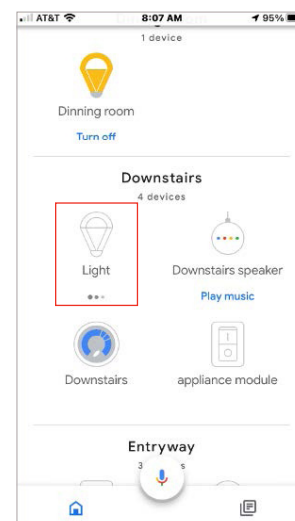 AT&T 8:07 AM 95%
1 device
Dinning room
Turn off
Downstairs
4 devices
Light Downstairs speaker
Play music
Downstairs appliance module
Entryway
3 s